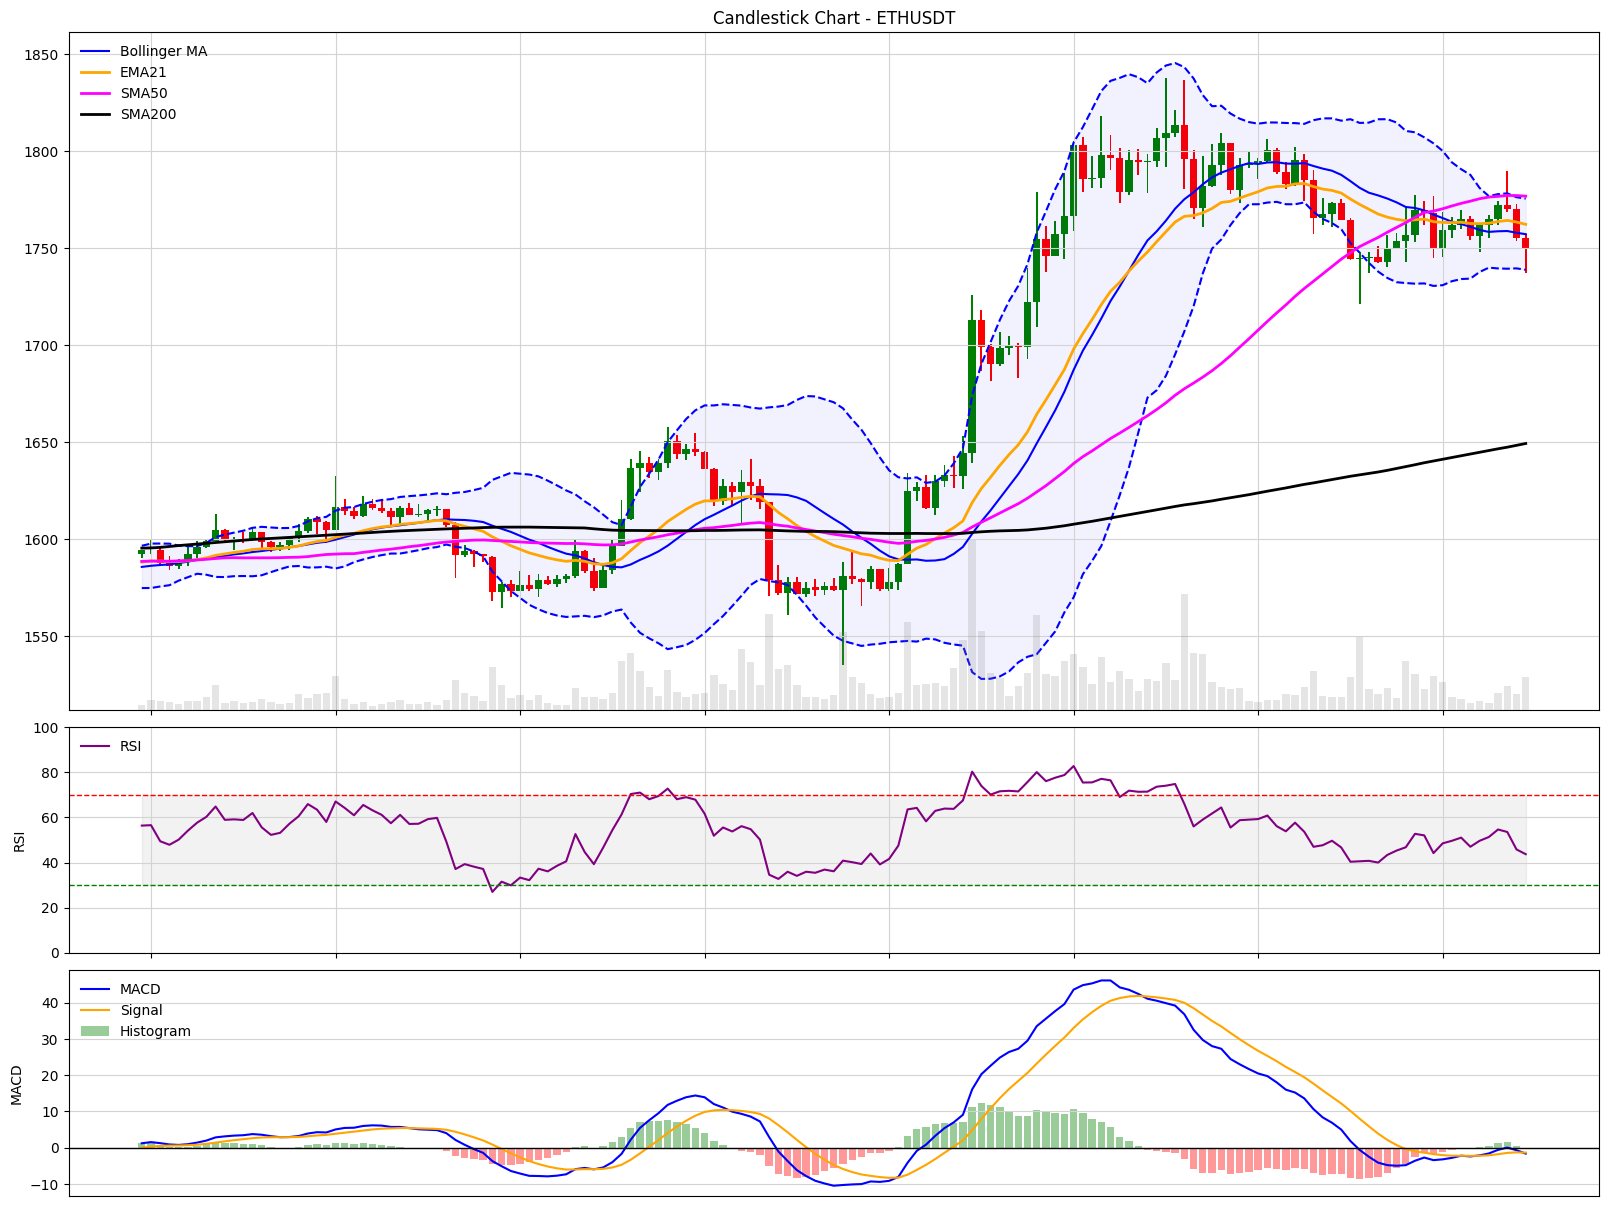 Candlestick Chart - ETHUSDT
Bollinger MA
EMA21
SMA50
SMA200
1850
1800
1750
1700
1650
1600
1550
RSI
RSI
100
80
60
40
20
0
MACD
MACD
Signal
Histogram
40
30
20
10
0
−10